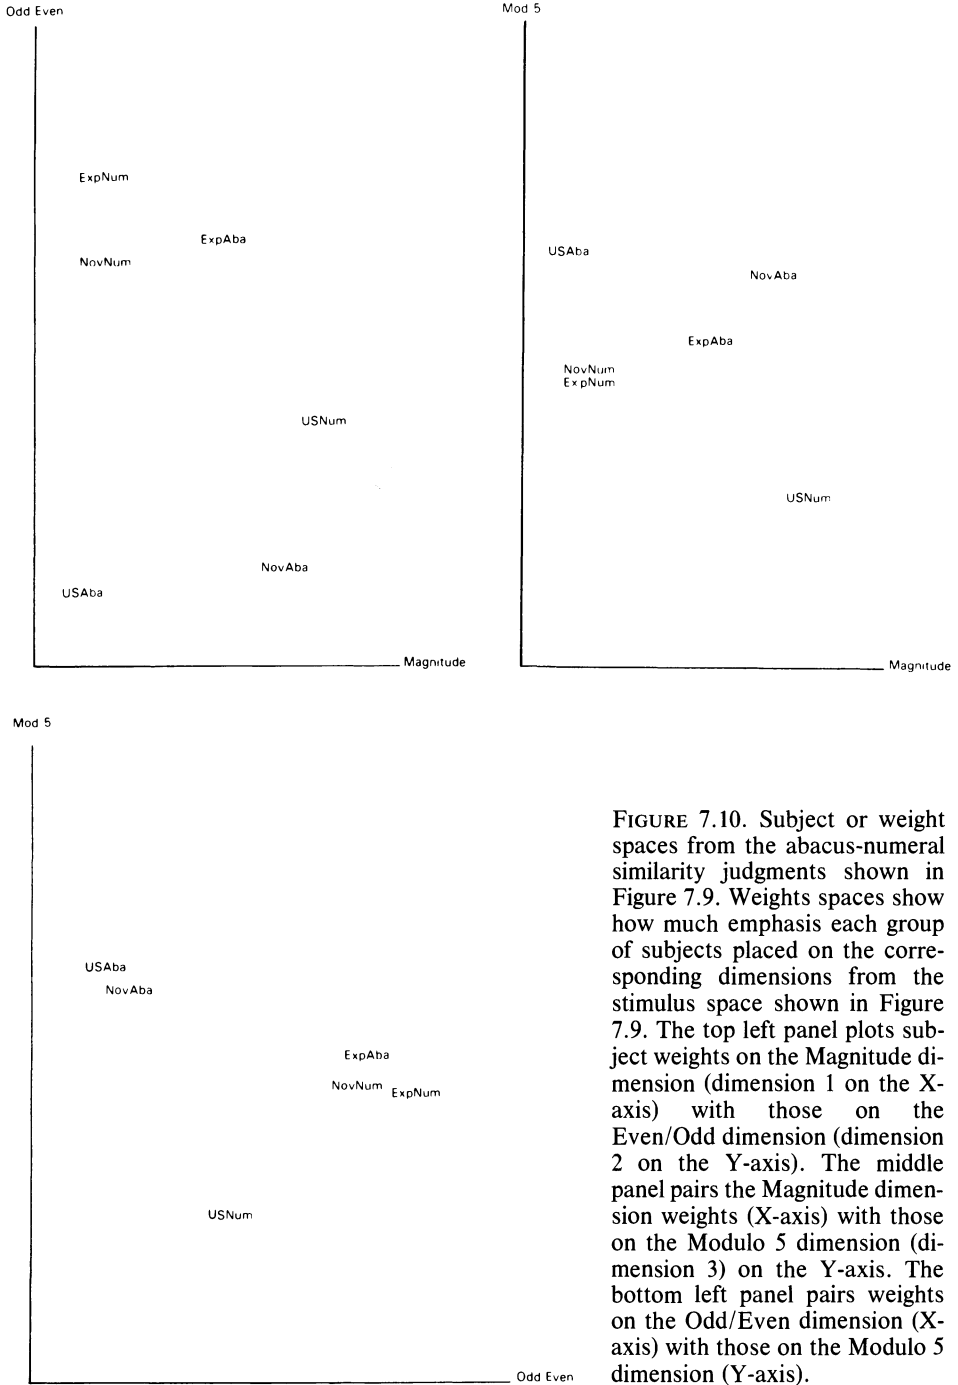 Odd Even
ExpNum
ExpAba
NovNum
USNum
NovAba
USAba
Magnitude
Mod 5
USAba
NovAba
ExpAba
NovNum
ExpNum
USNum
Magnitude
Mod 5
USAba
NovAba
ExpAba
NovNum
ExpNum
USNum
Odd Even
FIGURE 7.10. Subject or weight
spaces from the abacus-numeral
similarity judgments shown in
Figure 7.9. Weights spaces show
how much emphasis each group
of subjects placed on the corre-
sponding dimensions from the
stimulus space shown in Figure
7.9. The top left panel plots sub-
ject weights on the Magnitude di-
mension (dimension 1 on the X-
axis) with those on the
Even/Odd dimension (dimension
2 on the Y-axis). The middle
panel pairs the Magnitude dimen-
sion weights (X-axis) with those
on the Modulo 5 dimension (di-
mension 3) on the Y-axis. The
bottom left panel pairs weights
on the Odd/Even dimension (X-
axis) with those on the Modulo 5
dimension (Y-axis).